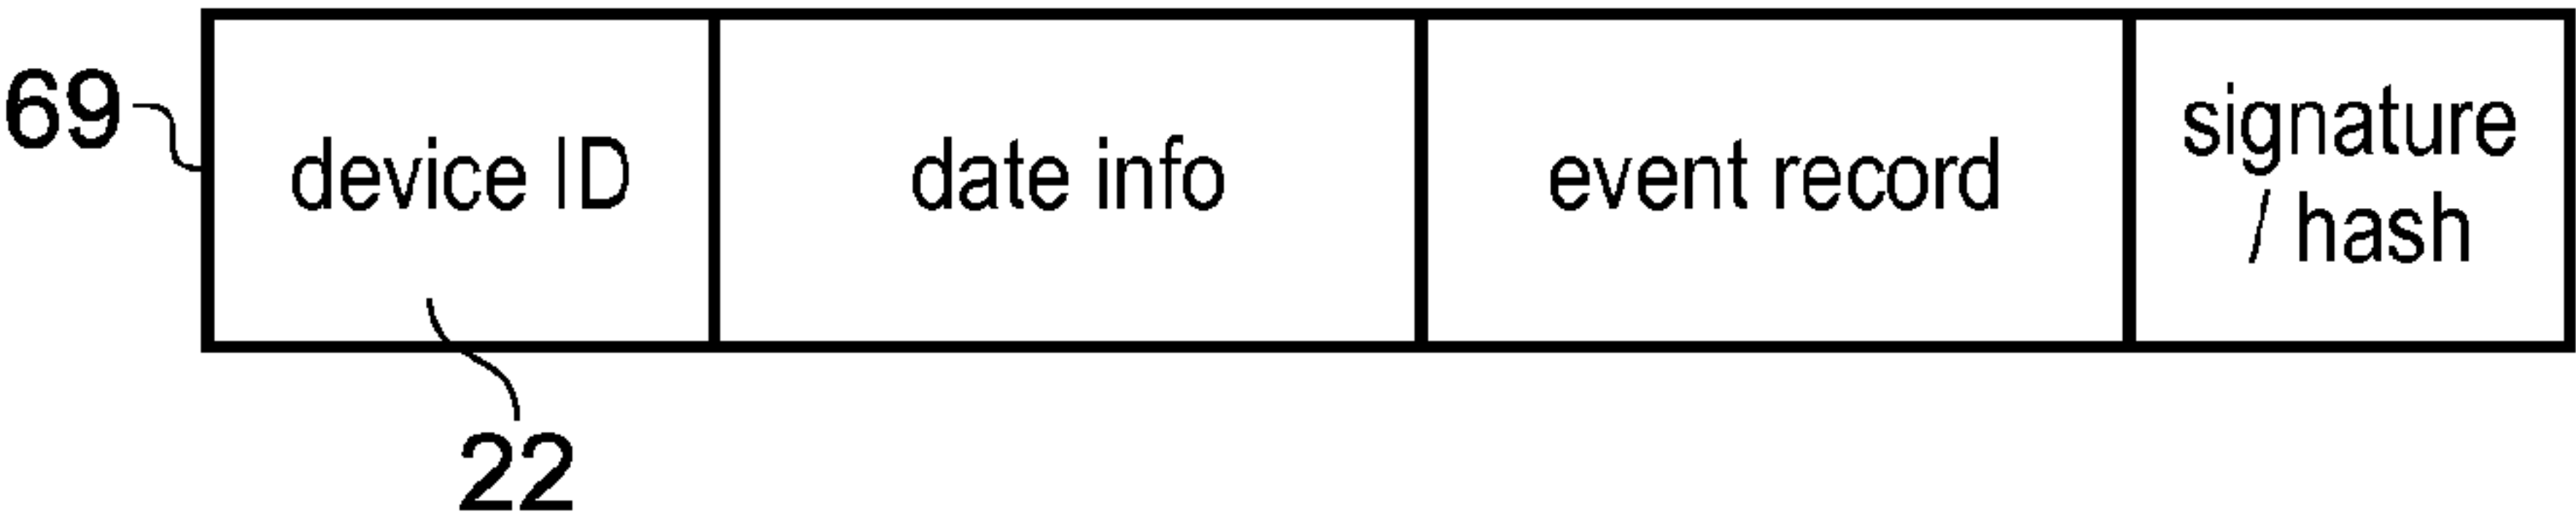 69
device ID
date info
event record
signature
/ hash
22